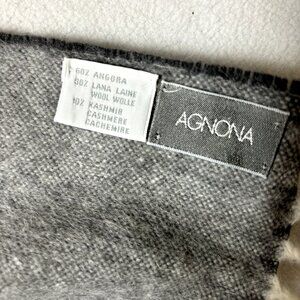 60% ANGORA
30% LANA LAINE
WOOL WOLLE
10% KASHMIR
CASHMERE
CACHEMIRE
AGNONA